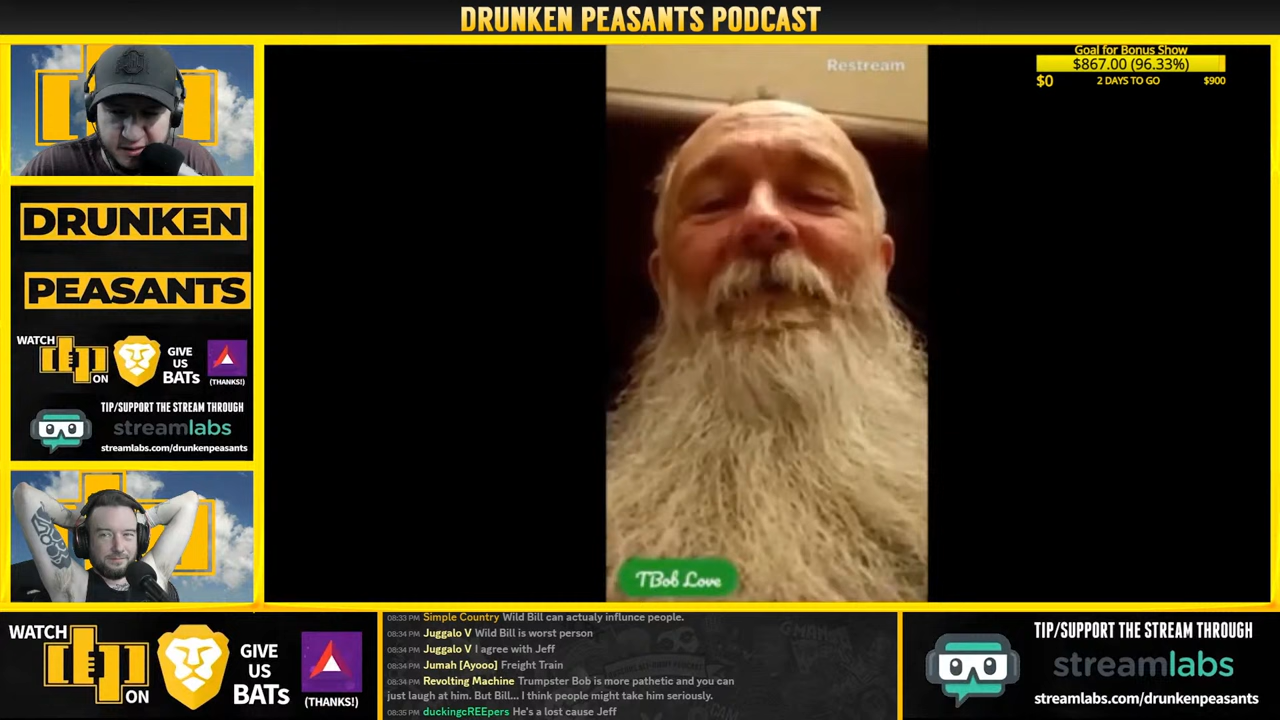 DRUNKEN PEASANTS PODCAST
Restream
Goal for Bonus Show
$867.00 (96.33%)
$0
2 DAYS TO GO
$900
DRUNKEN
PEASANTS
WATCH
ON
GIVE
US
BATs
(THANKS!)
TIP/SUPPORT THE STREAM THROUGH
streamlabs
streamlabs.com/drunkenpeasants
TBob Love
WATCH
ON
GIVE
US
BATs
(THANKS!)
08:33 PM Simple Country Wild Bill can actualy influnce people.
08:34 PM Juggalo V Wild Bill is worst person
08:34 PM Juggalo V I agree with Jeff
08:34 PM Jumah [Ayooo] Freight Train
08:34 PM Revolting Machine Trumpster Bob is more pathetic and you can
just laugh at him. But Bill... I think people might take him seriously.
08:35 PM duckingcREEpers He's a lost cause Jeff
TIP/SUPPORT THE STREAM THROUGH
streamlabs
streamlabs.com/drunkenpeasants